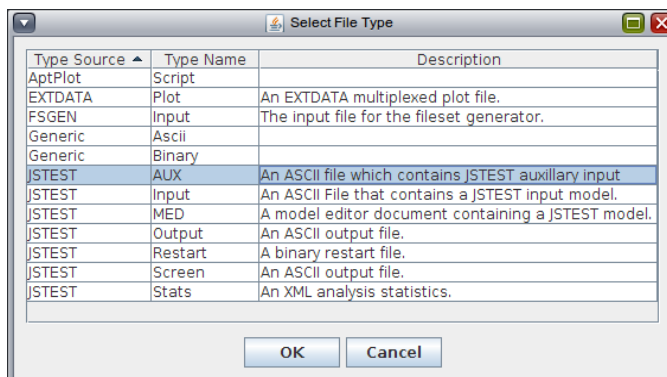 Select File Type
Type Source Type Name Description
AptPlot Script
EXTDATA Plot An EXTDATA multiplexed plot file.
FSGEN Input The input file for the fileset generator.
Generic Ascii
Generic Binary
JSTEST AUX An ASCII file which contains JSTEST auxillary input
JSTEST Input An ASCII File that contains a JSTEST input model.
JSTEST MED A model editor document containing a JSTEST model.
JSTEST Output An ASCII output file.
JSTEST Restart A binary restart file.
JSTEST Screen An ASCII output file.
JSTEST Stats An XML analysis statistics.
OK Cancel